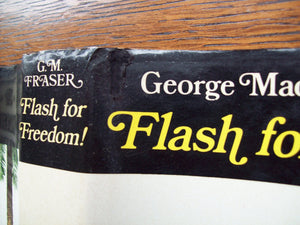 G.M.
FRASER
Flash for
Freedom!
George Mac
Flash fo